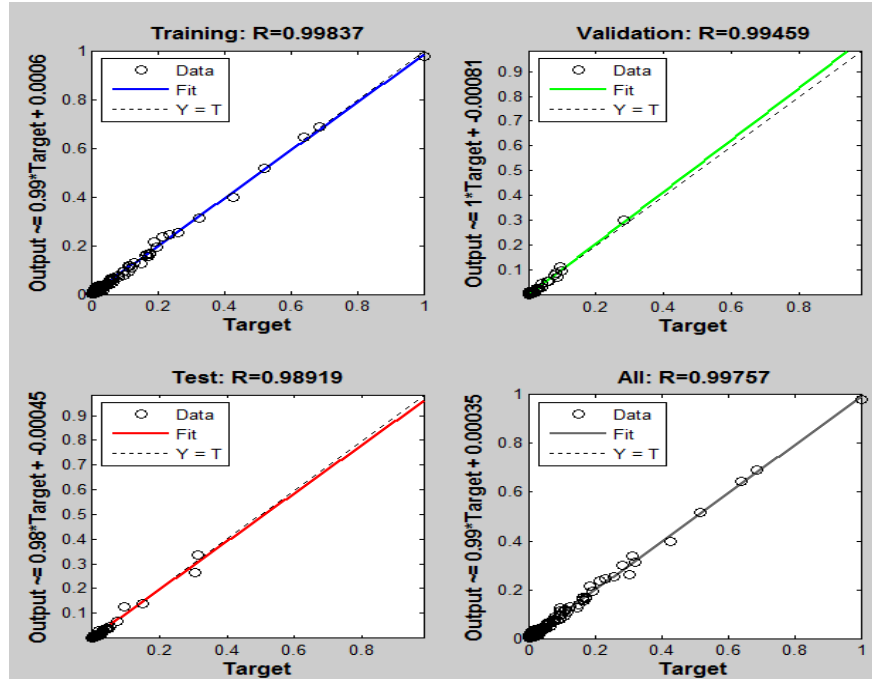 Training: R=0.99837
Output ~= 0.99*Target + 0.0006
1
0.8
0.6
0.4
0.2
0
Data
Fit
Y = T
0
0.2
0.4
0.6
0.8
1
Target
Validation: R=0.99459
Output ~= 1*Target + -0.00081
0.9
0.8
0.7
0.6
0.5
0.4
0.3
0.2
0.1
Data
Fit
Y = T
0.2
0.4
0.6
0.8
Target
Test: R=0.98919
Output ~= 0.98*Target + -0.00045
0.9
0.8
0.7
0.6
0.5
0.4
0.3
0.2
0.1
Data
Fit
Y = T
0.2
0.4
0.6
0.8
Target
All: R=0.99757
Output ~= 0.99*Target + 0.00035
1
0.8
0.6
0.4
0.2
0
Data
Fit
Y = T
0
0.2
0.4
0.6
0.8
1
Target